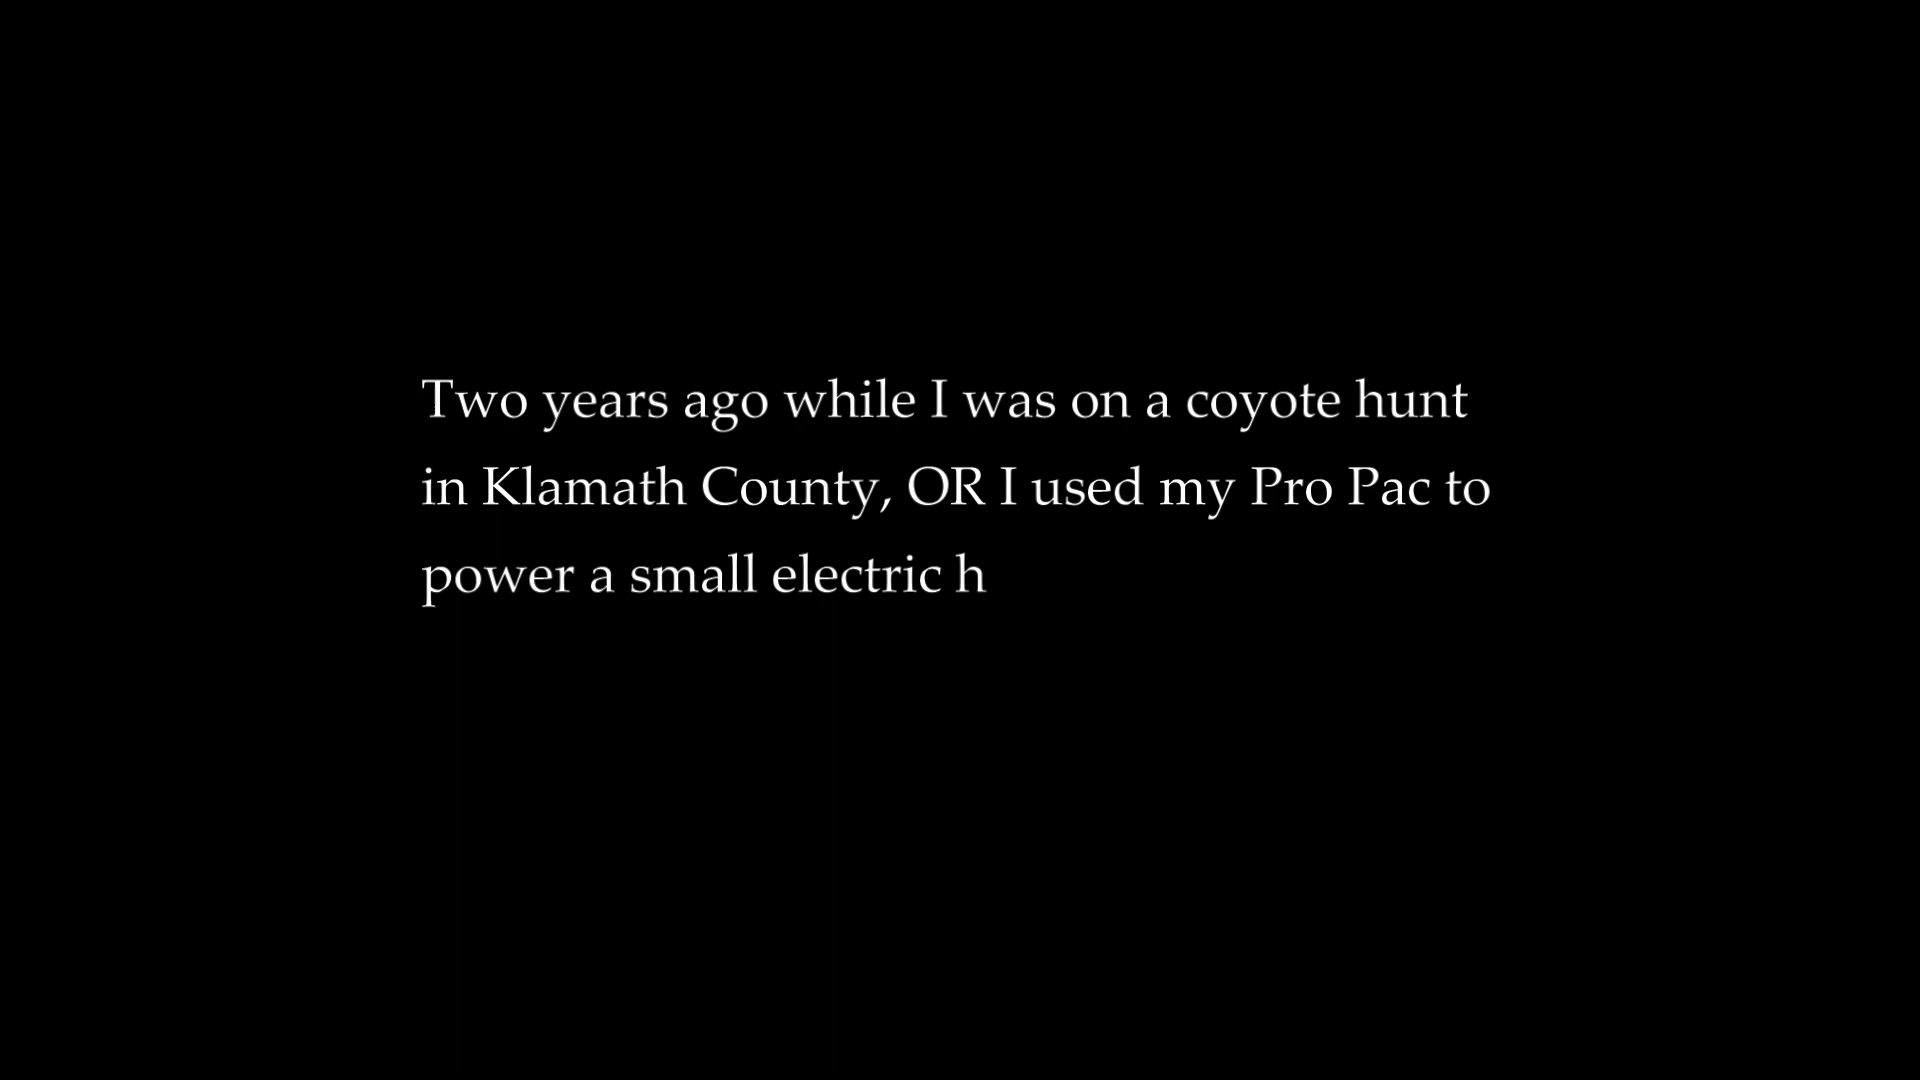 Two years ago while I was on a coyote hunt
in Klamath County, OR I used my Pro Pac to
power a small electric h